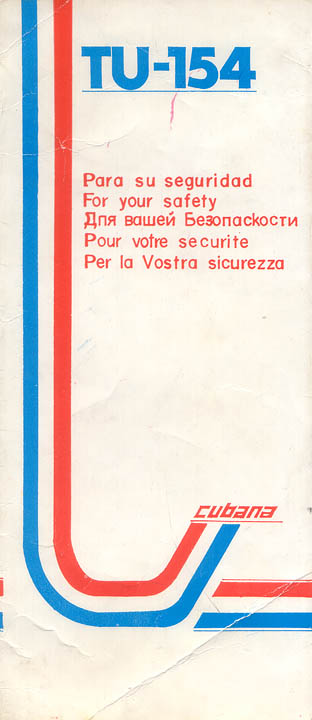 TU-154
Para su seguridad
For your safety
Для вашей Безопаскости
Pour votre securite
Per la Vostra sicurezza
cubana